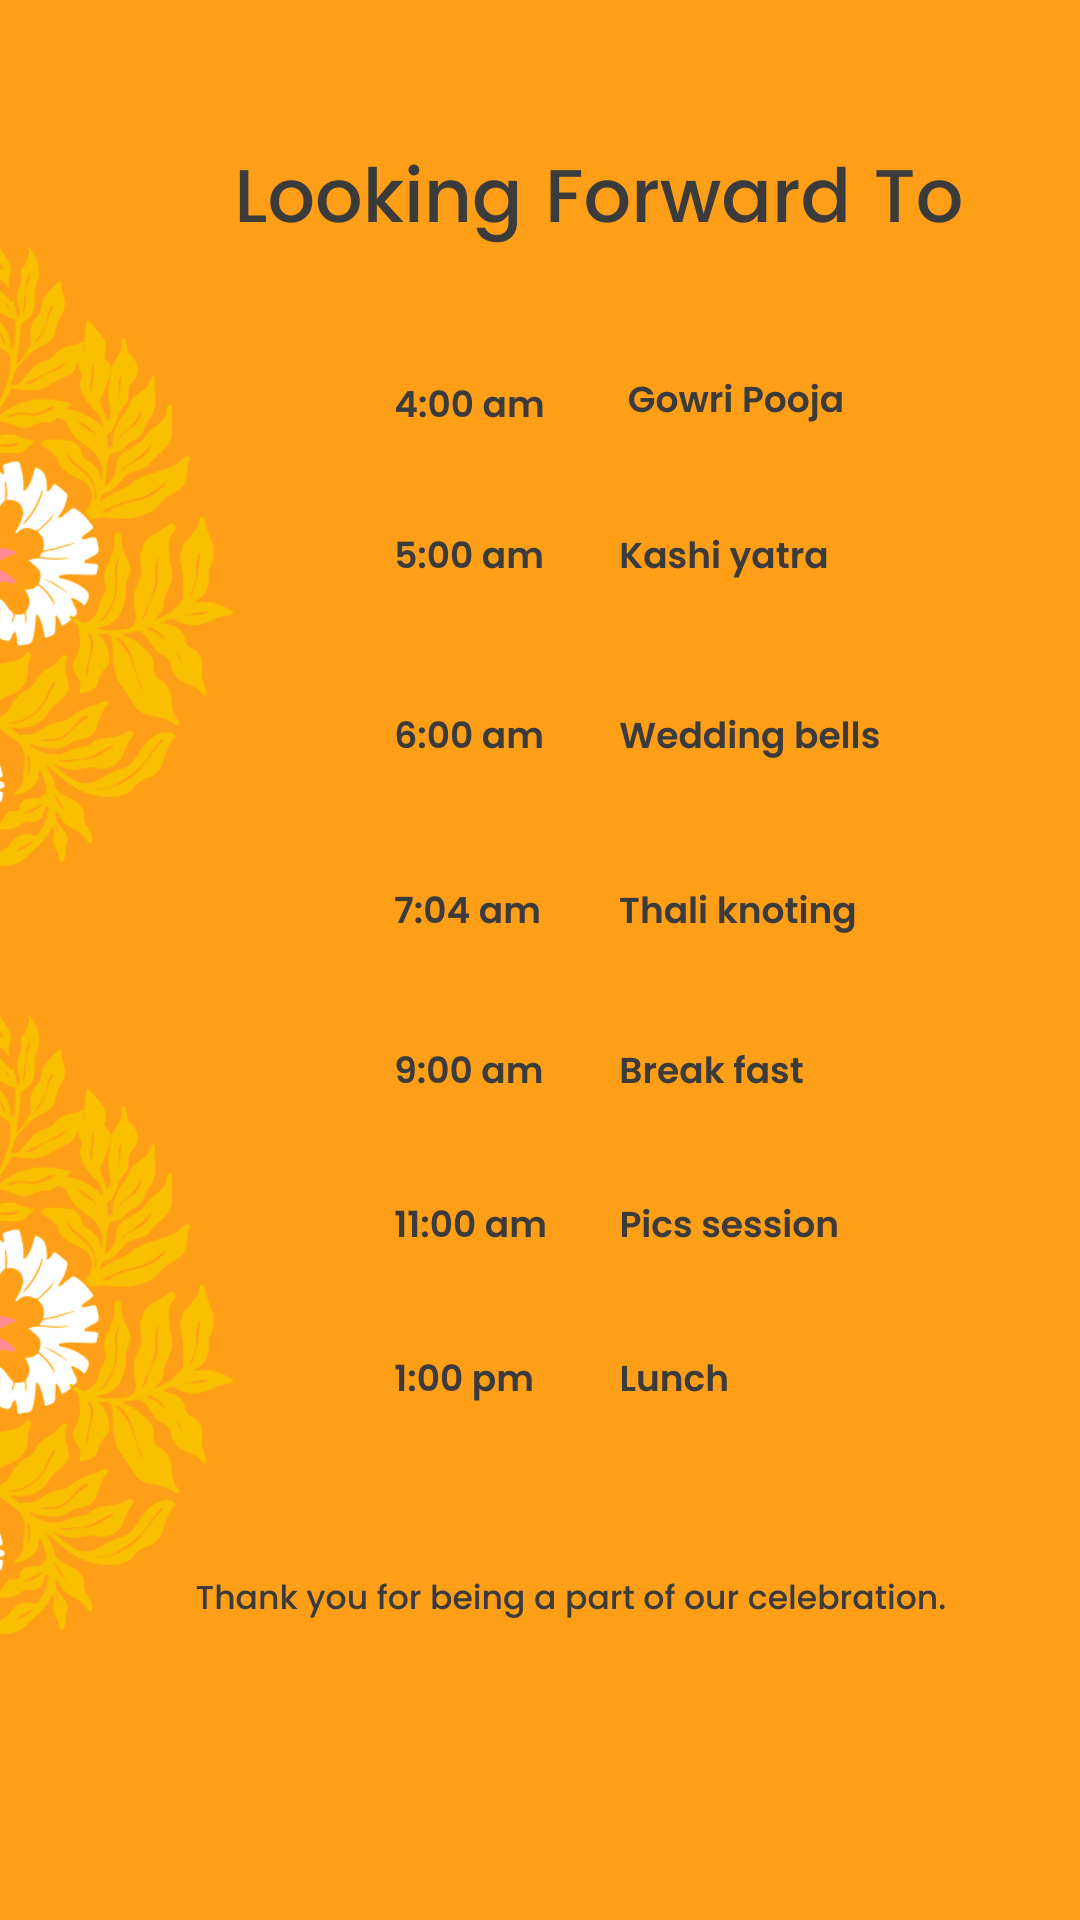 Looking Forward To
4:00 am Gowri Pooja
5:00 am Kashi yatra
6:00 am Wedding bells
7:04 am Thali knoting
9:00 am Break fast
11:00 am Pics session
1:00 pm Lunch
Thank you for being a part of our celebration.